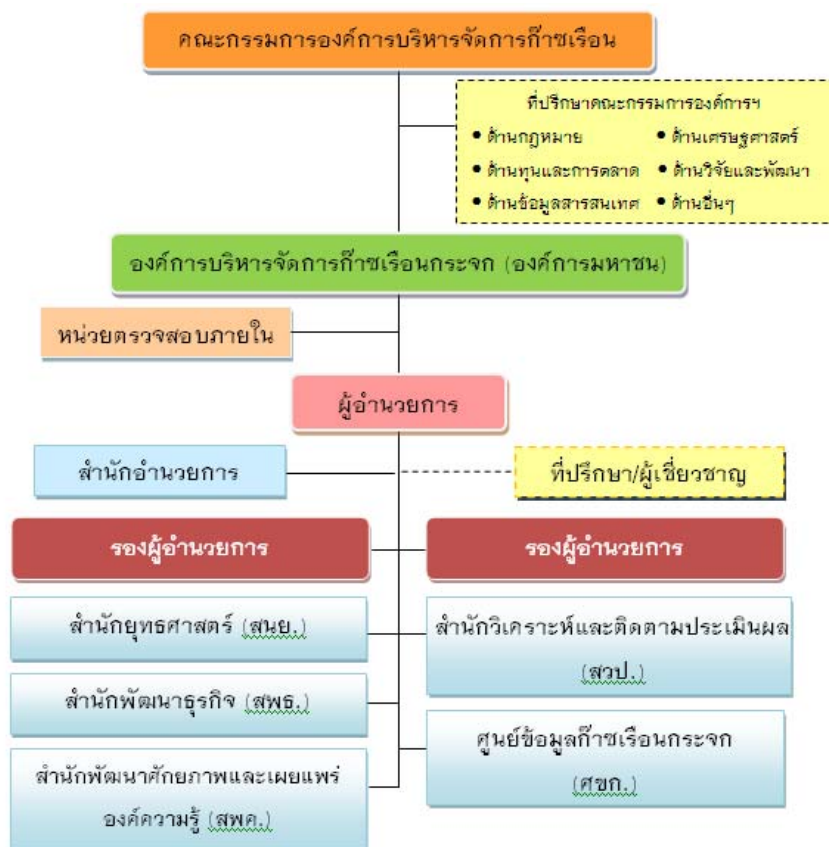 คณะกรรมการองค์การบริหารจัดการก๊าซเรือน
ที่ปรึกษาคณะกรรมการองค์การฯ
• ด้านกฎหมาย • ด้านเศรษฐศาสตร์
• ด้านทุนและการตลาด • ด้านวิจัยและพัฒนา
• ด้านข้อมูลสารสนเทศ • ด้านอื่นๆ
องค์การบริหารจัดการก๊าซเรือนกระจก (องค์การมหาชน)
หน่วยตรวจสอบภายใน
ผู้อำนวยการ
สำนักอำนวยการ
ที่ปรึกษา/ผู้เชี่ยวชาญ
รองผู้อำนวยการ
สำนักยุทธศาสตร์ (สนย.)
สำนักพัฒนาธุรกิจ (สพธ.)
สำนักพัฒนาศักยภาพและเผยแพร่
องค์ความรู้ (สพค.)
รองผู้อำนวยการ
สำนักวิเคราะห์และติดตามประเมินผล
(สวป.)
ศูนย์ข้อมูลก๊าซเรือนกระจก
(ศขก.)